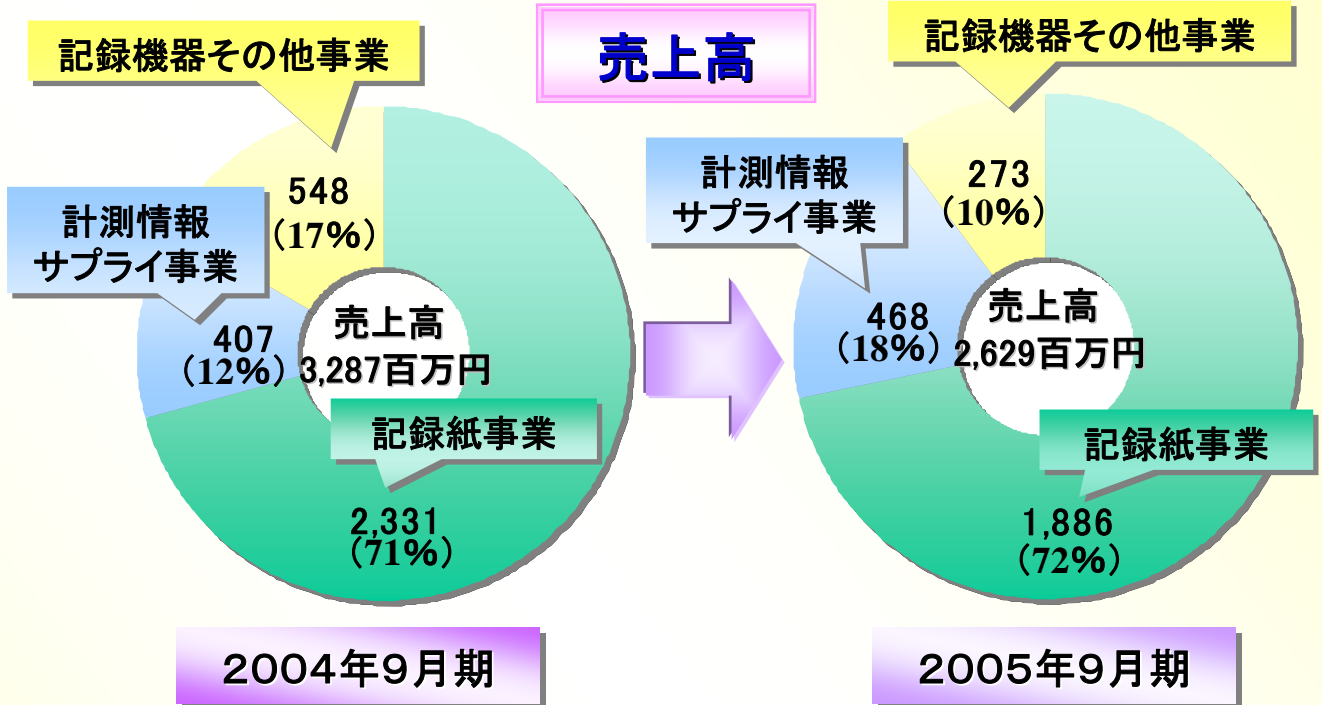 売上高
記録機器その他事業
548
(17%)
計測情報
サプライ事業
407
(12%)
売上高
3,287百万円
記録紙事業
2,331
(71%)
2004年9月期
記録機器その他事業
273
(10%)
計測情報
サプライ事業
468
(18%)
売上高
2,629百万円
記録紙事業
1,886
(72%)
2005年9月期